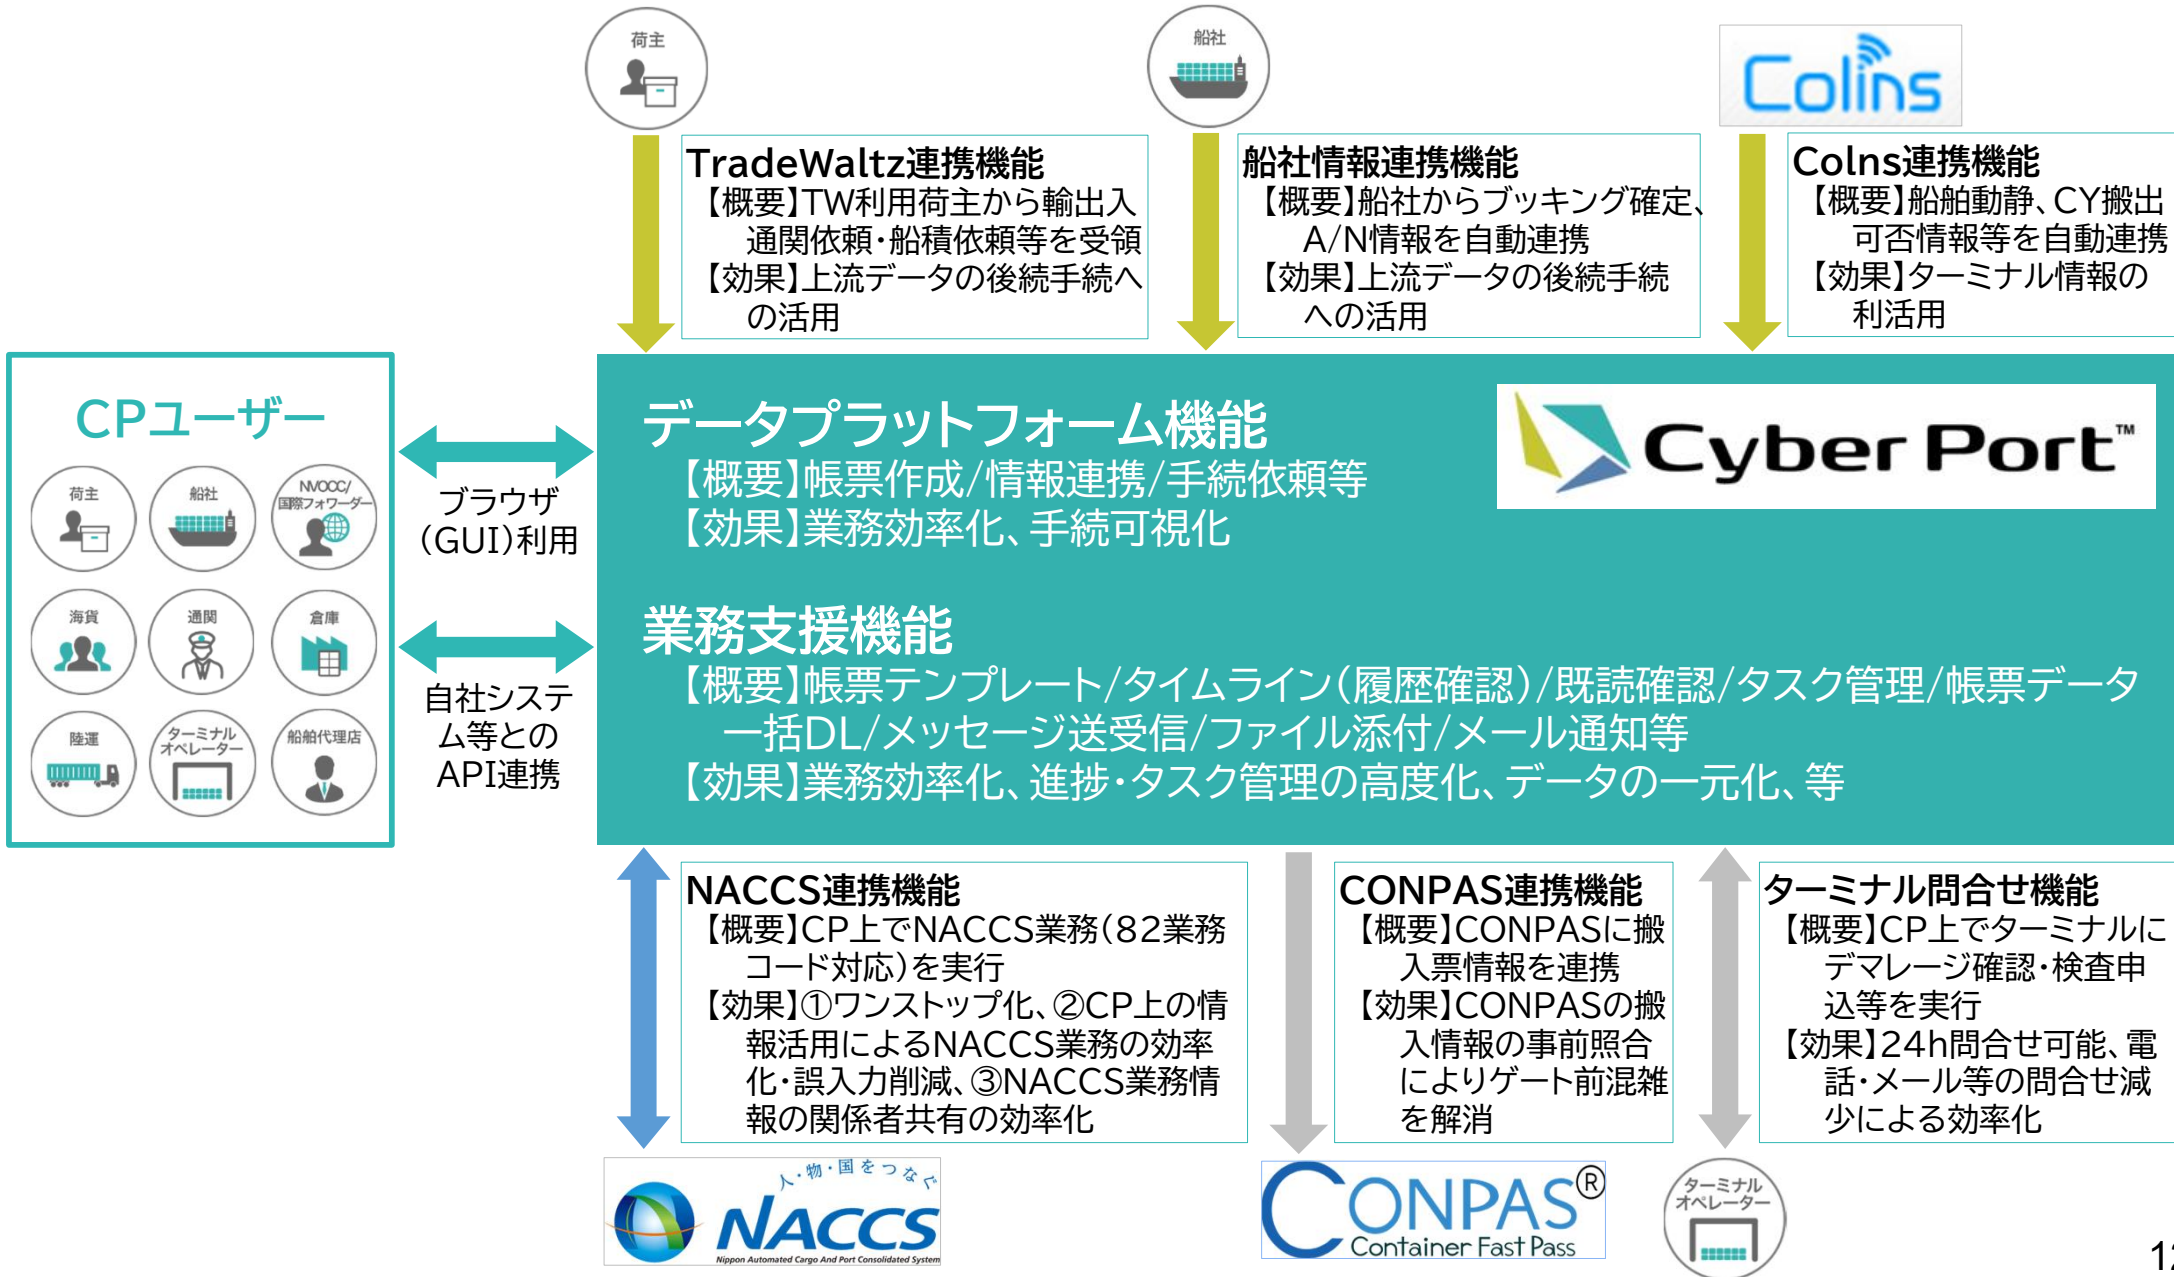 荷主
船社
Colins
TradeWaltz連携機能
【概要】TW利用荷主から輸出入
通関依頼・船積依頼等を受領
【効果】上流データの後続手続へ
の活用
船社情報連携機能
【概要】船社からブッキング確定、
A/N情報を自動連携
【効果】上流データの後続手続
への活用
Colns連携機能
【概要】船舶動静、CY搬出
可否情報等を自動連携
【効果】ターミナル情報の
利活用
CPユーザー
荷主
船社
NVOCC/
国際フォワーダー
海貨
通関
倉庫
陸運
ターミナル
オペレーター
船舶代理店
ブラウザ
(GUI)利用
自社システ
ム等との
API連携
データプラットフォーム機能
【概要】帳票作成/情報連携/手続依頼等
【効果】業務効率化、手続可視化
Cyber Port™
業務支援機能
【概要】帳票テンプレート/タイムライン(履歴確認)/既読確認/タスク管理/帳票データ
一括DL/メッセージ送受信/ファイル添付/メール通知等
【効果】業務効率化、進捗・タスク管理の高度化、データの一元化、等
NACCS連携機能
【概要】CP上でNACCS業務(82業務
コード対応)を実行
【効果】①ワンストップ化、②CP上の情
報活用によるNACCS業務の効率
化・誤入力削減、③NACCS業務情
報の関係者共有の効率化
CONPAS連携機能
【概要】CONPASに搬
入票情報を連携
【効果】CONPASの搬
入情報の事前照合
によりゲート前混雑
を解消
ターミナル問合せ機能
【概要】CP上でターミナルに
デマレージ確認・検査申
込等を実行
【効果】24h問合せ可能、電
話・メール等の問合せ減
少による効率化
人・物・国をつなぐ
NACCS
Nippon Automated Cargo And Port Consolidated System
CONPAS®
Container Fast Pass
ターミナル
オペレーター